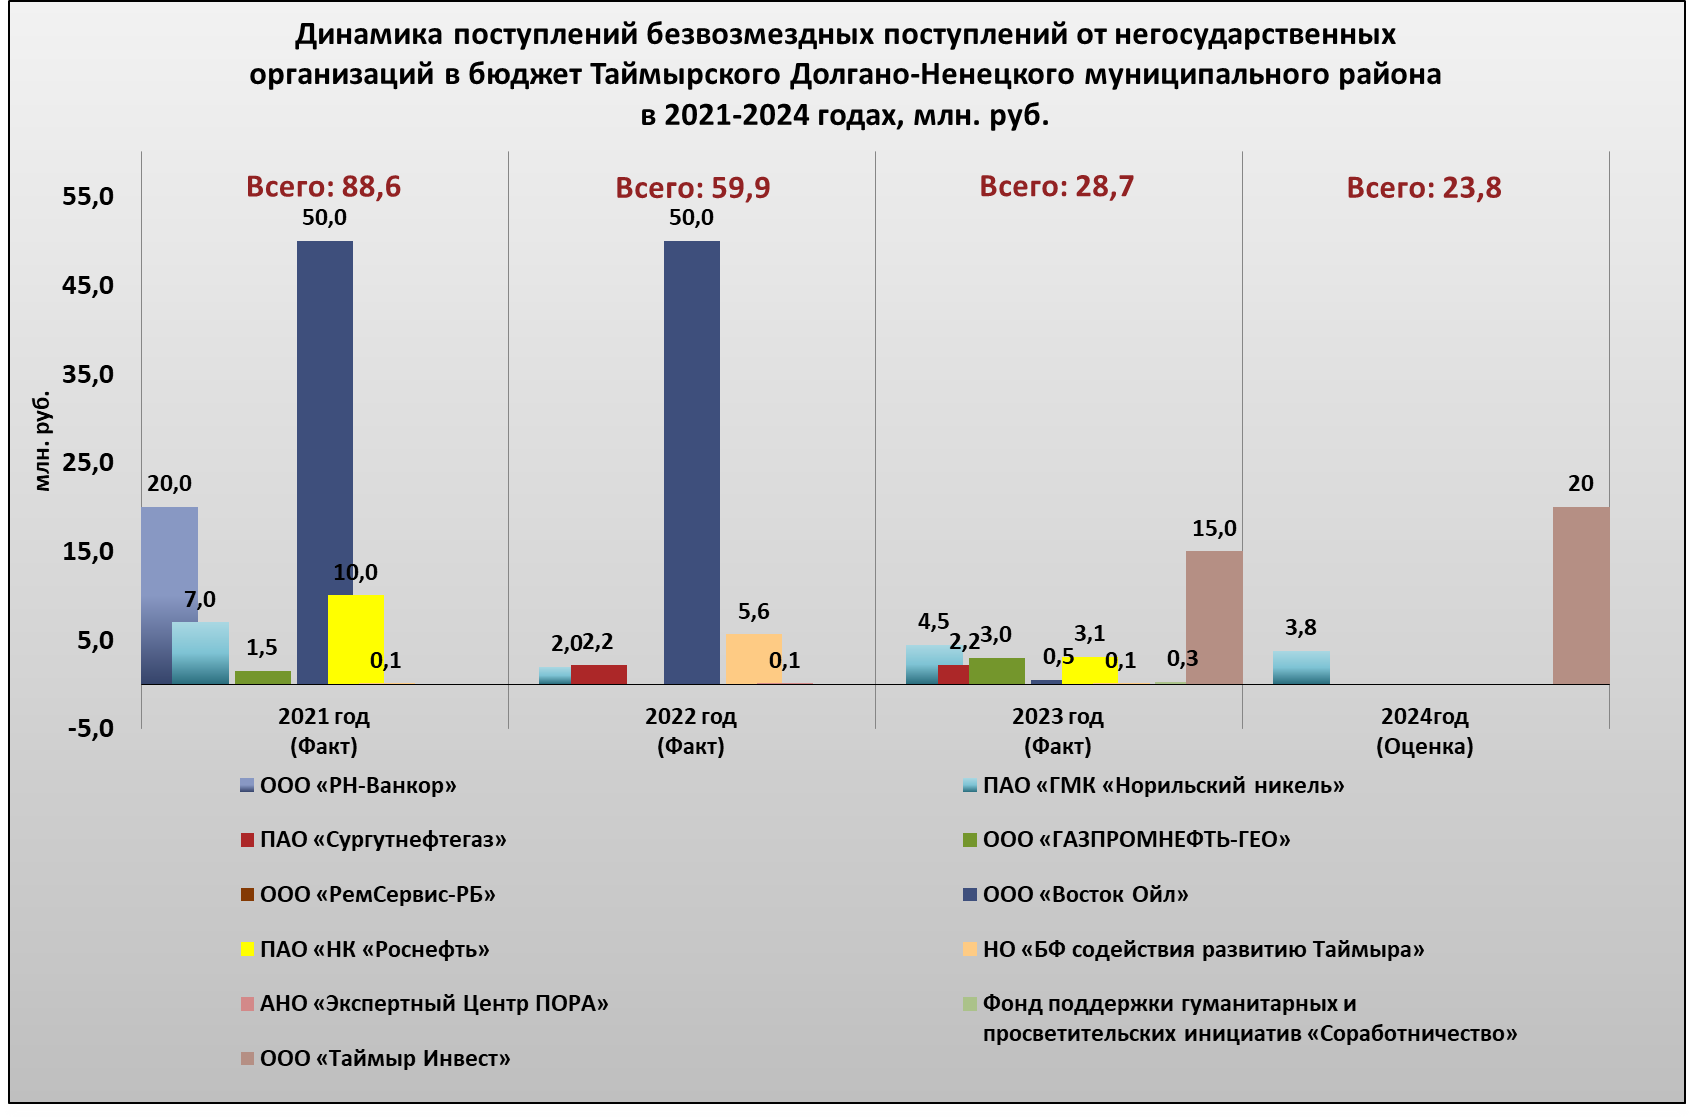 Динамика поступлений безвозмездных поступлений от негосударственных
организаций в бюджет Таймырского Долгано-Ненецкого муниципального района
в 2021-2024 годах, млн. руб.
Всего: 88,6
Всего: 59,9
Всего: 28,7
Всего: 23,8
млн. руб.
55,0
45,0
35,0
25,0
15,0
5,0
-5,0
20,0
7,0
1,5
50,0
10,0
0,1
2,0
2,2
50,0
5,6
0,1
4,5
2,2
3,0
0,5
3,1
0,1
0,3
15,0
3,8
20
2021 год
(Факт)
2022 год
(Факт)
2023 год
(Факт)
2024год
(Оценка)
ООО «РН-Ванкор»
ПАО «ГМК «Норильский никель»
ПАО «Сургутнефтегаз»
ООО «ГАЗПРОМНЕФТЬ-ГЕО»
ООО «РемСервис-РБ»
ООО «Восток Ойл»
ПАО «НК «Роснефть»
НО «БФ содействия развитию Таймыра»
АНО «Экспертный Центр ПОРА»
Фонд поддержки гуманитарных и
просветительских инициатив «Соработничество»
ООО «Таймыр Инвест»